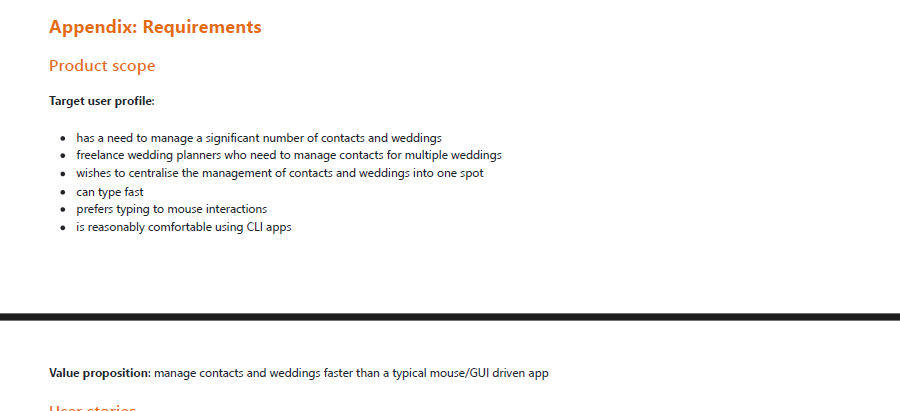 Appendix: Requirements
Product scope
Target user profile:
• has a need to manage a significant number of contacts and weddings
• freelance wedding planners who need to manage contacts for multiple weddings
• wishes to centralise the management of contacts and weddings into one spot
• can type fast
• prefers typing to mouse interactions
• is reasonably comfortable using CLI apps
Value proposition: manage contacts and weddings faster than a typical mouse/GUI driven app
User stories